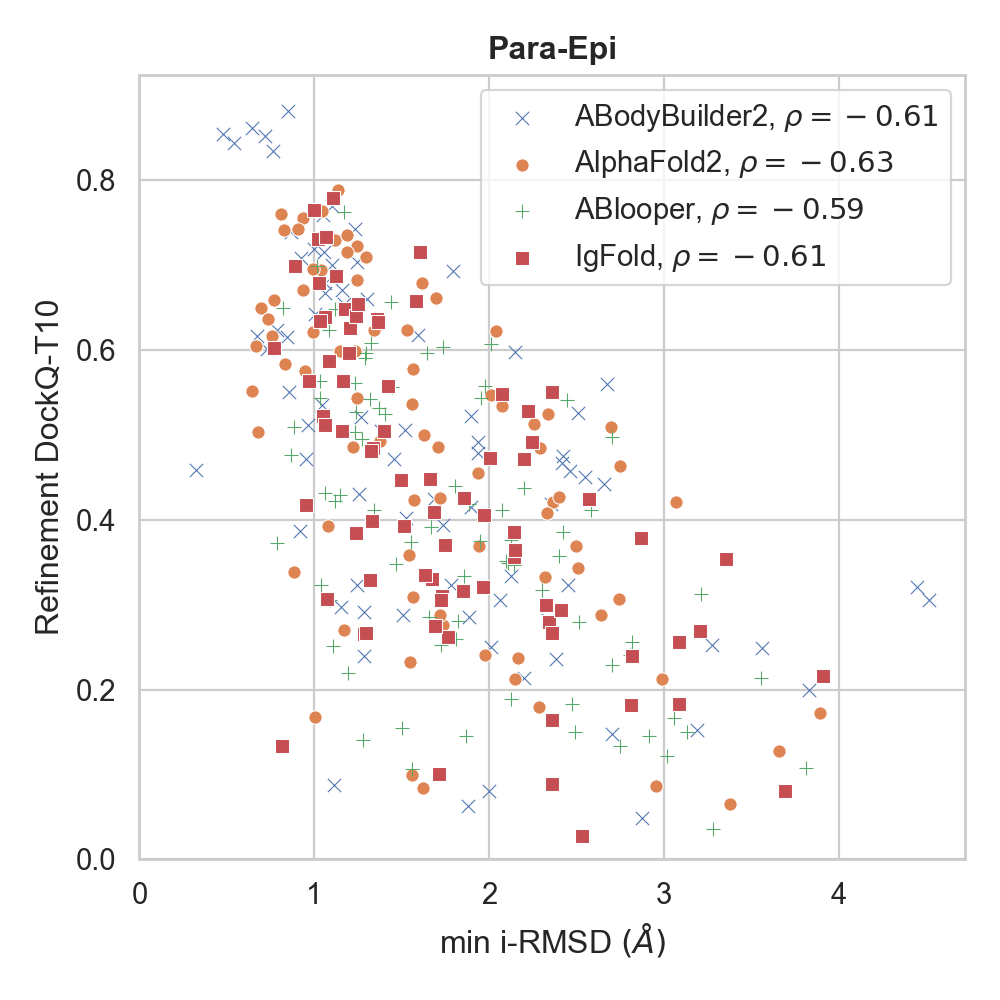 Para-Epi
ABodyBuilder2, ρ = −0.61
AlphaFold2, ρ = −0.63
ABlooper, ρ = −0.59
IgFold, ρ = −0.61
Refinement DockQ-T10
0.8
0.6
0.4
0.2
0.0
0 1 2 3 4
min i-RMSD (Å)